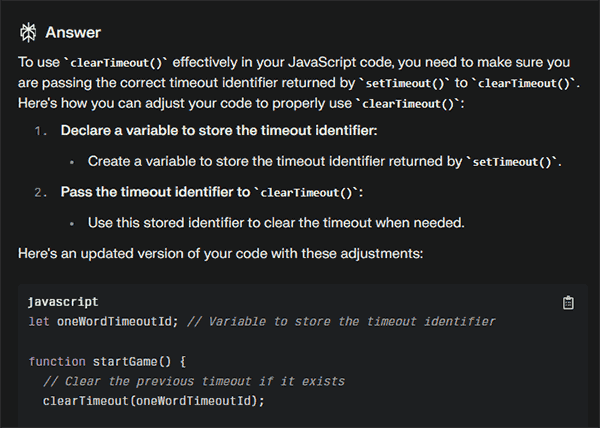 Answer
To use `clearTimeout()` effectively in your JavaScript code, you need to make sure you
are passing the correct timeout identifier returned by `setTimeout()` to `clearTimeout()`.
Here's how you can adjust your code to properly use `clearTimeout()`:
1. Declare a variable to store the timeout identifier:
• Create a variable to store the timeout identifier returned by `setTimeout()`.
2. Pass the timeout identifier to `clearTimeout()`:
• Use this stored identifier to clear the timeout when needed.
Here's an updated version of your code with these adjustments:
javascript
let oneWordTimeoutId; // Variable to store the timeout identifier
function startGame() {
// Clear the previous timeout if it exists
clearTimeout(oneWordTimeoutId);